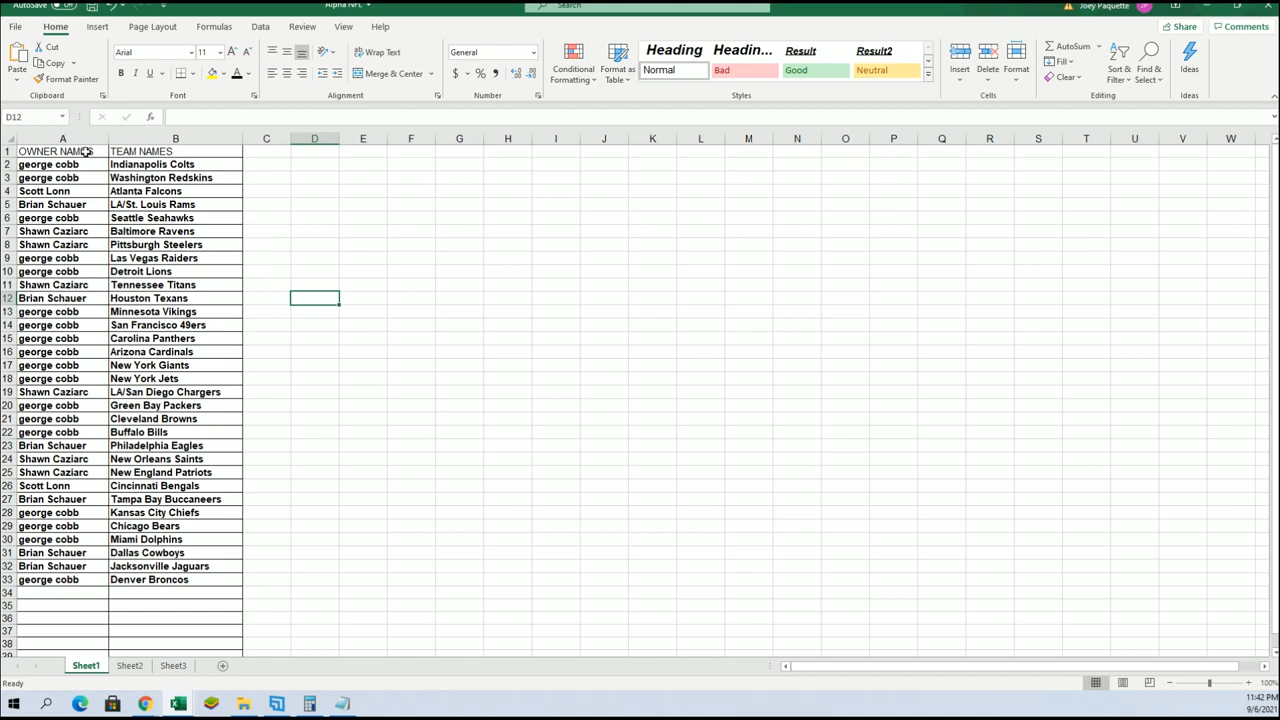 AutoSave Off Alpha NFL Search Joey Paquette JP
File Home Insert Page Layout Formulas Data Review View Help Share Comments
Paste Cut Copy Format Painter Clipboard
Arial 11 B I U A A A Font
Wrap Text Merge & Center Alignment
General $ % Number
Conditional Formatting Format as Table
Heading Headin... Result Result2
Normal Bad Good Neutral
Styles
Insert Delete Format Cells
AutoSum Fill Clear Sort & Filter Find & Select Editing
Ideas Ideas
D12 fx
A B C D E F G H I J K L M N O P Q R S T U V W
1 OWNER NAMES TEAM NAMES
2 george cobb Indianapolis Colts
3 george cobb Washington Redskins
4 Scott Lonn Atlanta Falcons
5 Brian Schauer LA/St. Louis Rams
6 george cobb Seattle Seahawks
7 Shawn Caziarc Baltimore Ravens
8 Shawn Caziarc Pittsburgh Steelers
9 george cobb Las Vegas Raiders
10 george cobb Detroit Lions
11 Shawn Caziarc Tennessee Titans
12 Brian Schauer Houston Texans
13 george cobb Minnesota Vikings
14 george cobb San Francisco 49ers
15 george cobb Carolina Panthers
16 george cobb Arizona Cardinals
17 george cobb New York Giants
18 george cobb New York Jets
19 Shawn Caziarc LA/San Diego Chargers
20 george cobb Green Bay Packers
21 george cobb Cleveland Browns
22 george cobb Buffalo Bills
23 Brian Schauer Philadelphia Eagles
24 Shawn Caziarc New Orleans Saints
25 Shawn Caziarc New England Patriots
26 Scott Lonn Cincinnati Bengals
27 Brian Schauer Tampa Bay Buccaneers
28 george cobb Kansas City Chiefs
29 george cobb Chicago Bears
30 george cobb Miami Dolphins
31 Brian Schauer Dallas Cowboys
32 Brian Schauer Jacksonville Jaguars
33 george cobb Denver Broncos
34
35
36
37
38
Sheet1 Sheet2 Sheet3
Ready 100%
11:42 PM
9/6/2021